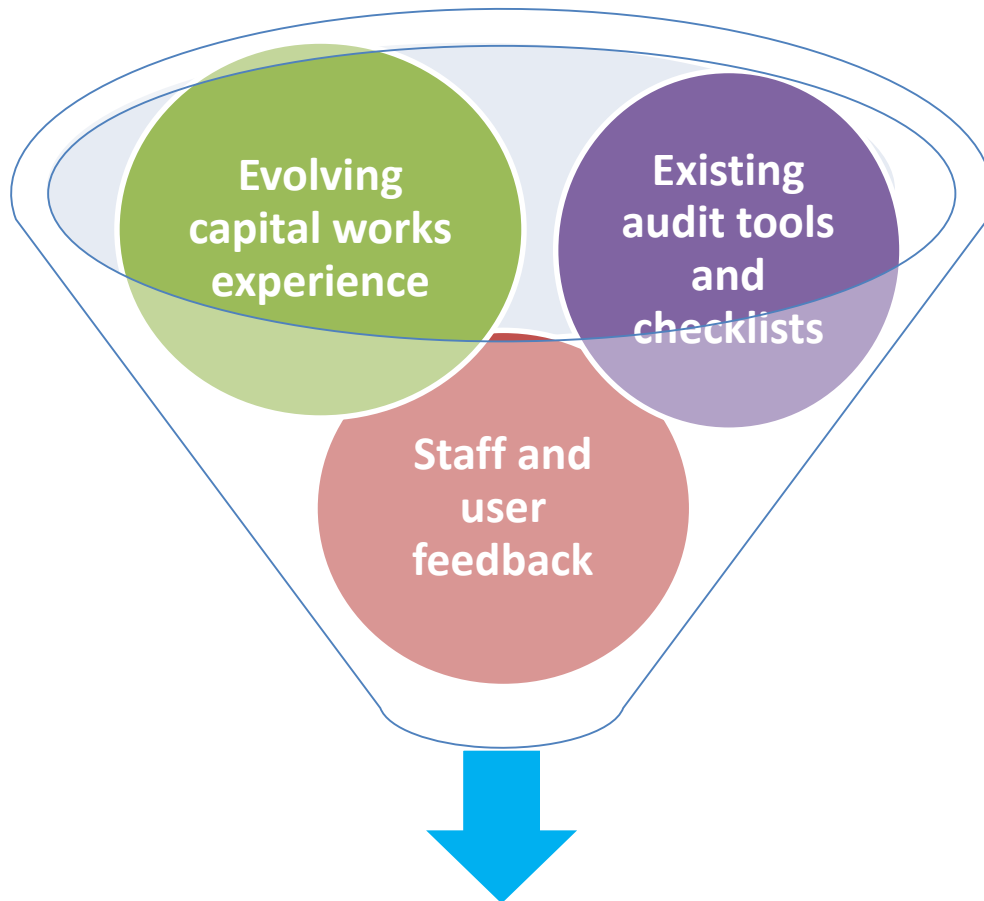 Evolving
capital works
experience
Existing
audit tools
and
checklists
Staff and
user
feedback